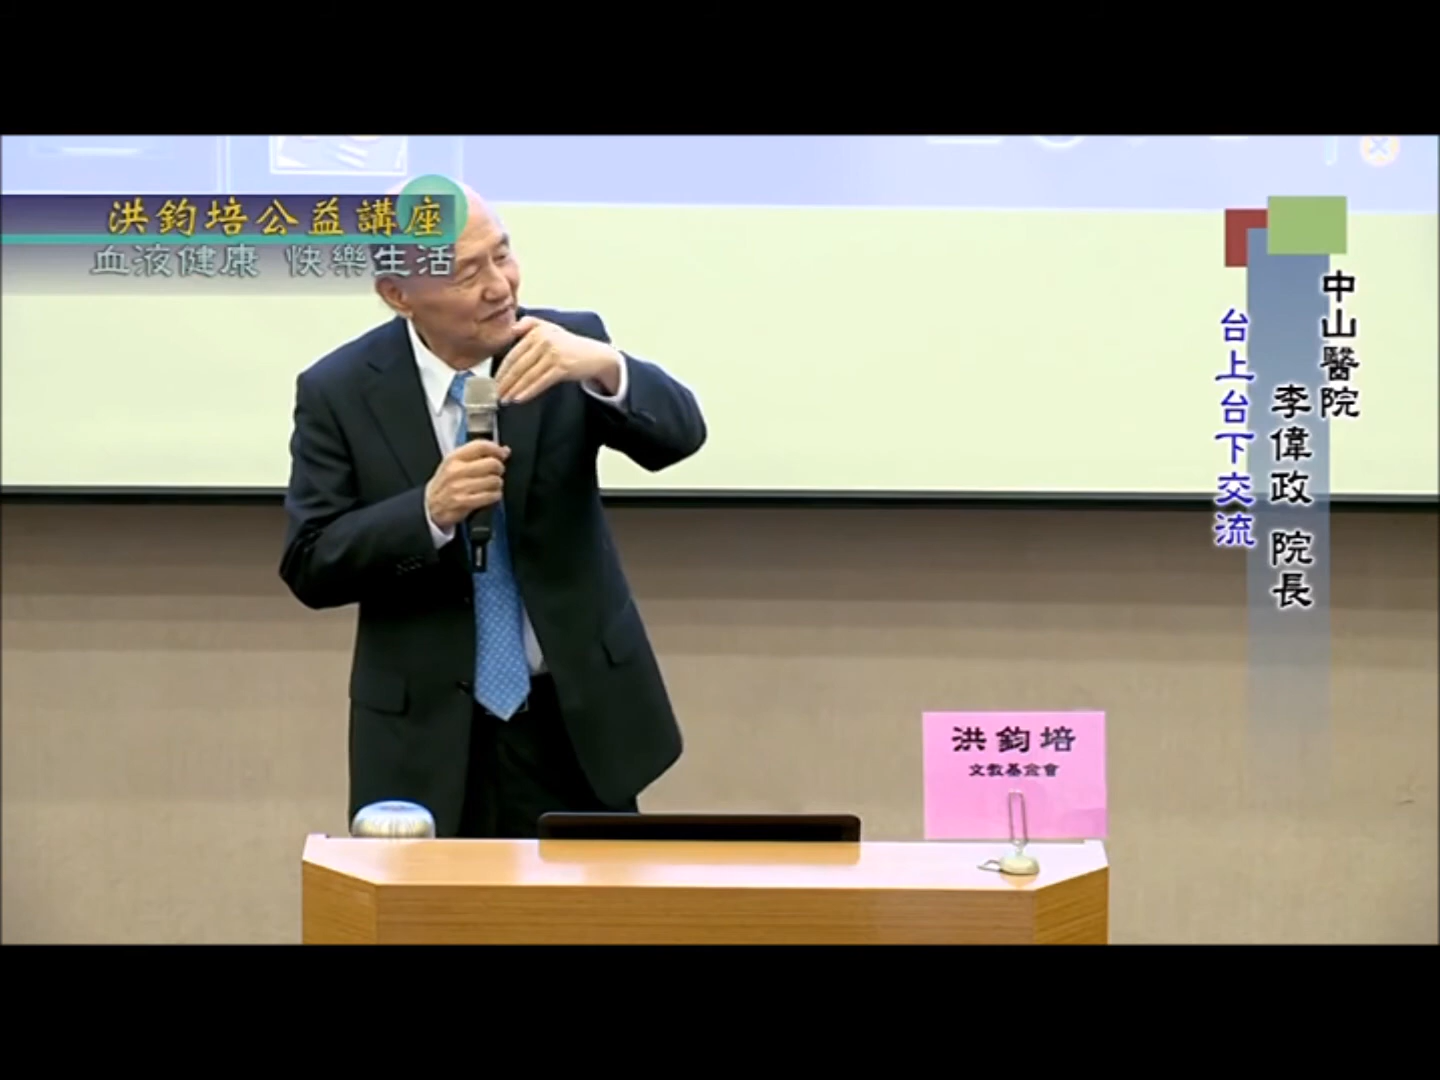 洪鈞培公益講座
血液健康 快樂生活
中山醫院
李偉政 院長
台上台下交流
洪鈞培
文教基金會